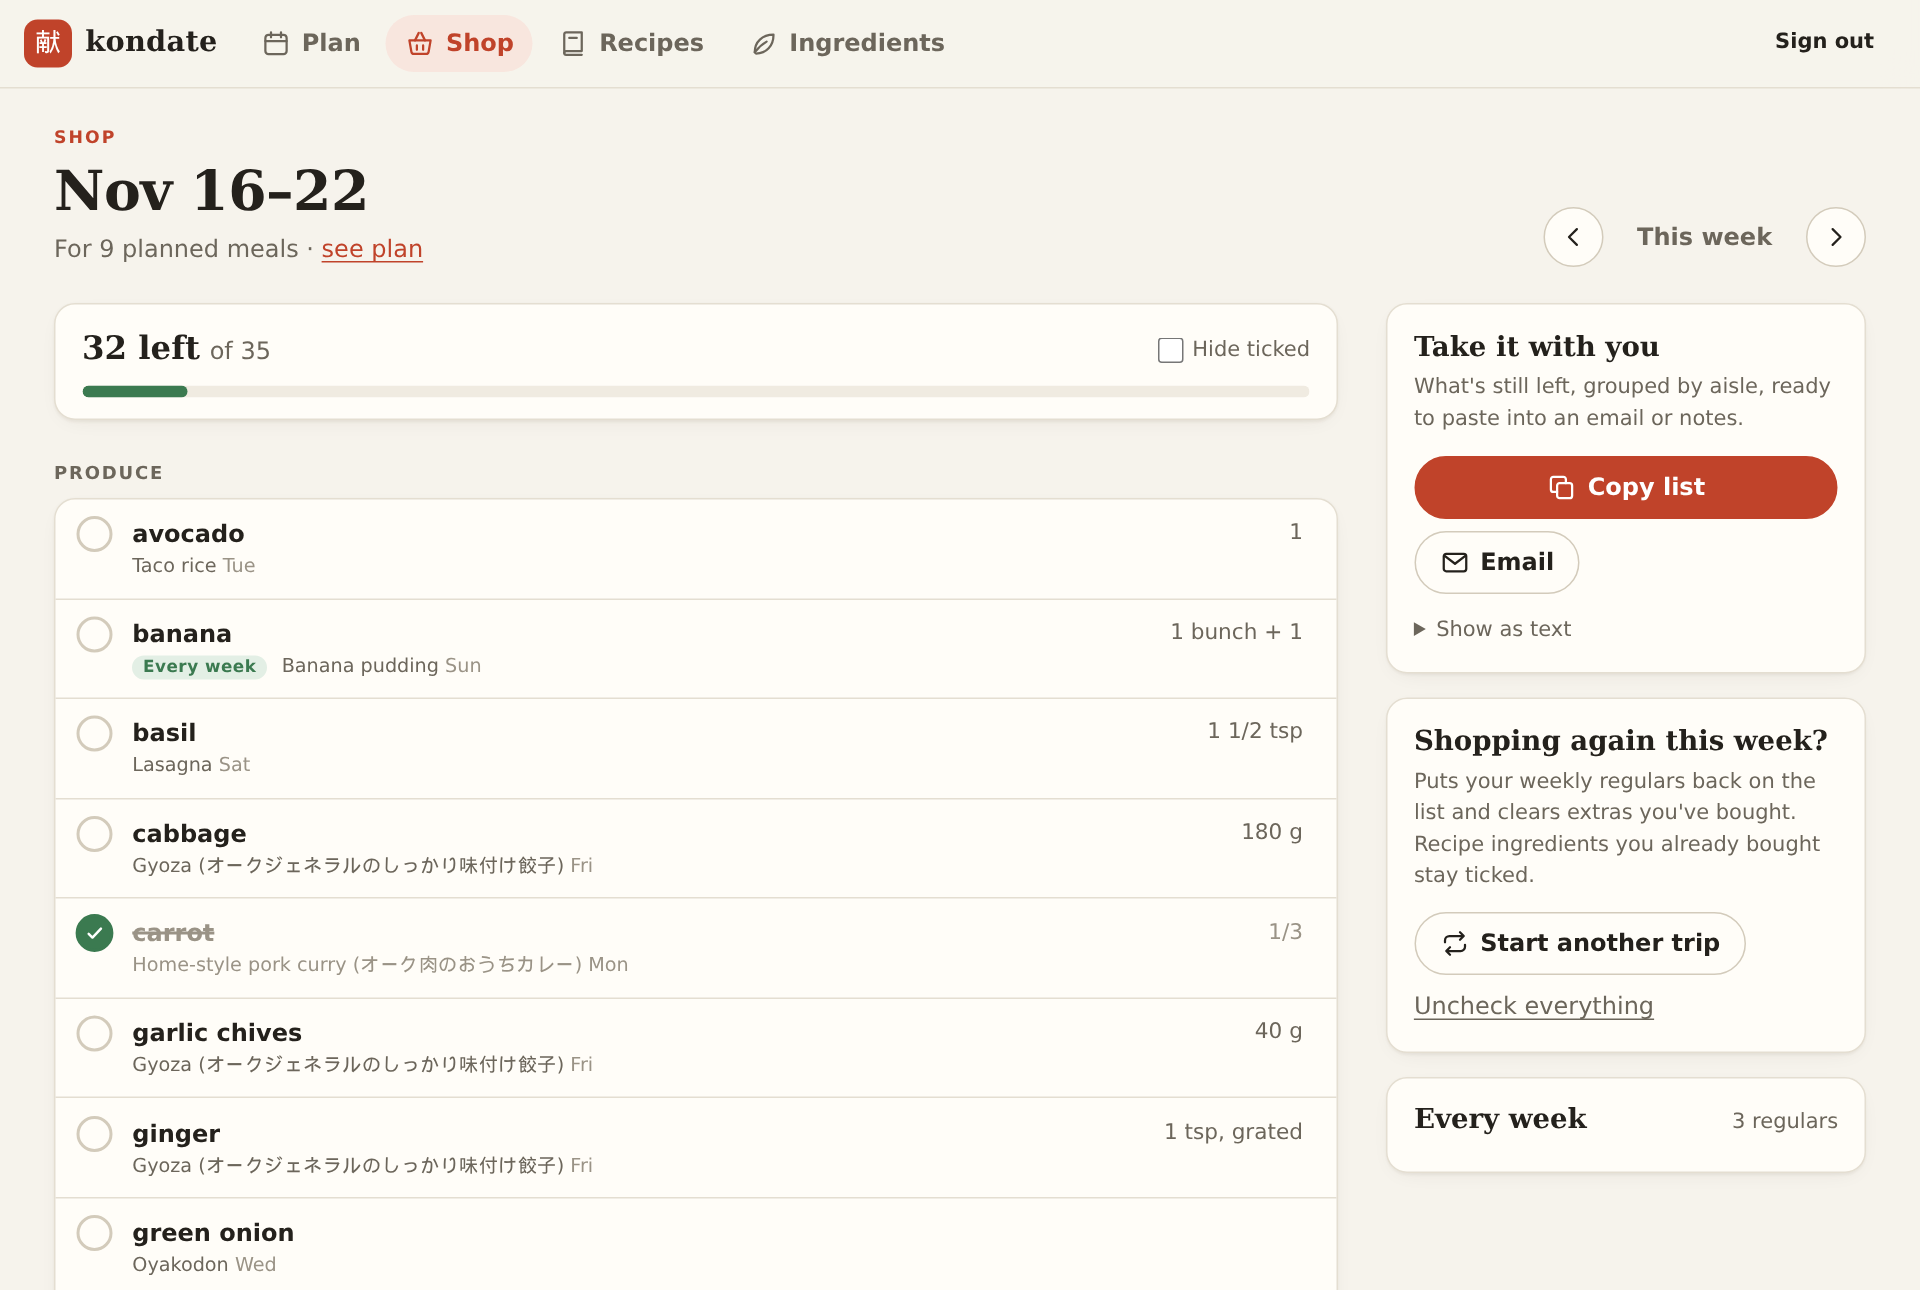 献 kondate
Plan
Shop
Recipes
Ingredients
Sign out
SHOP
Nov 16–22
For 9 planned meals · see plan
This week
32 left of 35
Hide ticked
PRODUCE
avocado
1
Taco rice Tue
banana
1 bunch + 1
Every week Banana pudding Sun
basil
1 1/2 tsp
Lasagna Sat
cabbage
180 g
Gyoza (オークジェネラルのしっかり味付け餃子) Fri
carrot
1/3
Home-style pork curry (オーク肉のおうちカレー) Mon
garlic chives
40 g
Gyoza (オークジェネラルのしっかり味付け餃子) Fri
ginger
1 tsp, grated
Gyoza (オークジェネラルのしっかり味付け餃子) Fri
green onion
Oyakodon Wed
Take it with you
What's still left, grouped by aisle, ready
to paste into an email or notes.
Copy list
Email
Show as text
Shopping again this week?
Puts your weekly regulars back on the
list and clears extras you've bought.
Recipe ingredients you already bought
stay ticked.
Start another trip
Uncheck everything
Every week
3 regulars